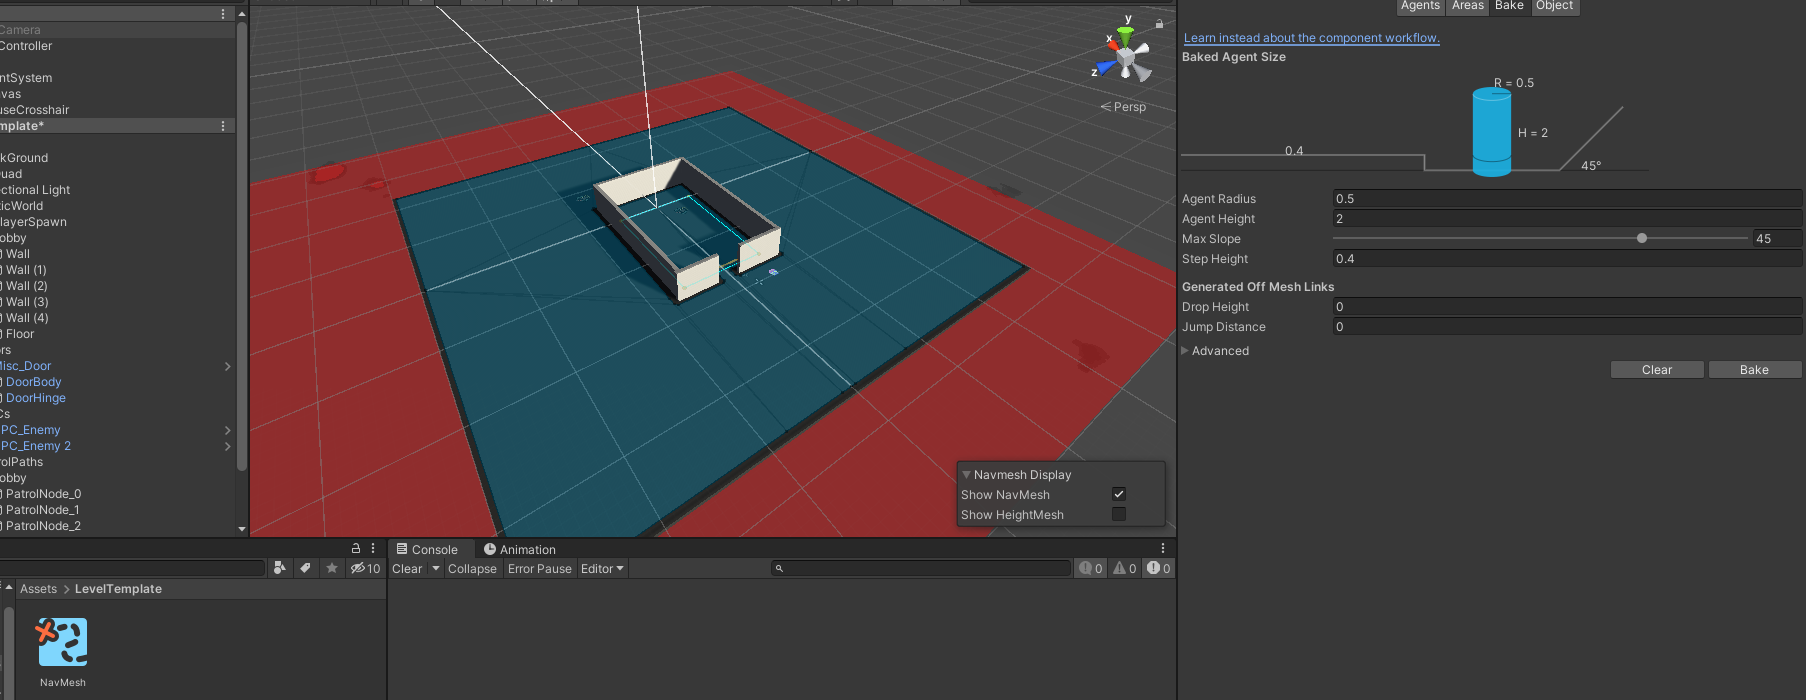 Camera
Controller
ntSystem
vas
useCrosshair
mplate*
kGround
uad
ectional Light
ticWorld
layerSpawn
obby
Wall
Wall (1)
Wall (2)
Wall (3)
Wall (4)
Floor
rs
Misc_Door
DoorBody
DoorHinge
Cs
PC_Enemy
PC_Enemy 2
rolPaths
obby
PatrolNode_0
PatrolNode_1
PatrolNode_2
y
x
z
Persp
Navmesh Display
Show NavMesh
Show HeightMesh
Agents Areas Bake Object
Learn instead about the component workflow.
Baked Agent Size
R = 0.5
H = 2
0.4
45°
Agent Radius 0.5
Agent Height 2
Max Slope 45
Step Height 0.4
Generated Off Mesh Links
Drop Height 0
Jump Distance 0
Advanced
Clear Bake
10
Assets > LevelTemplate
NavMesh
Console Animation
Clear Collapse Error Pause Editor 0 0 0